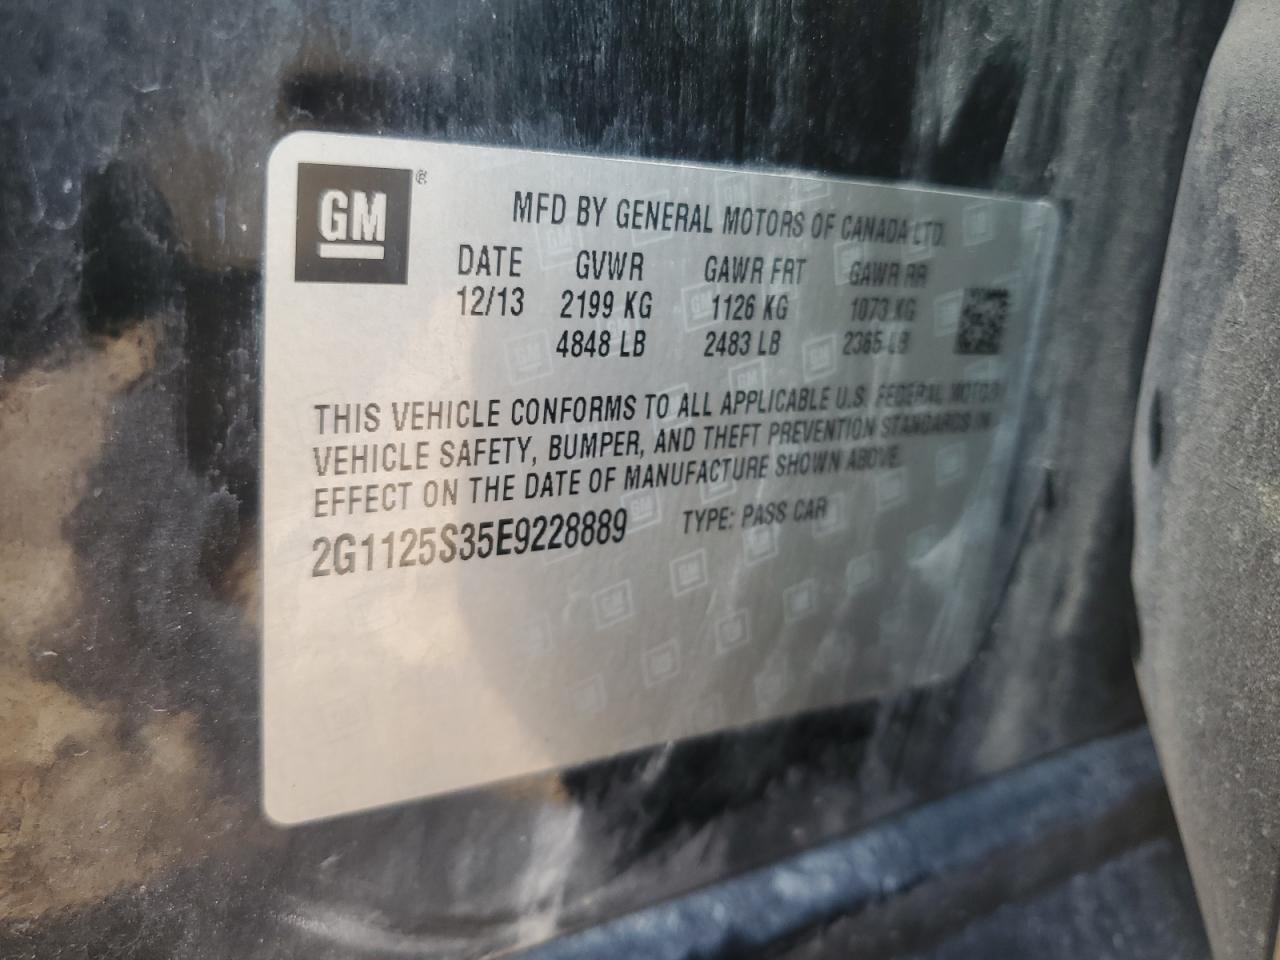 GM ®
MFD BY GENERAL MOTORS OF CANADA LTD.
DATE GVWR GAWR FRT GAWR RR
12/13 2199 KG 1126 KG 1073 KG
4848 LB 2483 LB 2365 LB
THIS VEHICLE CONFORMS TO ALL APPLICABLE U.S. FEDERAL MOTOR
VEHICLE SAFETY, BUMPER, AND THEFT PREVENTION STANDARDS IN
EFFECT ON THE DATE OF MANUFACTURE SHOWN ABOVE.
2G1125S35E9228889 TYPE: PASS CAR